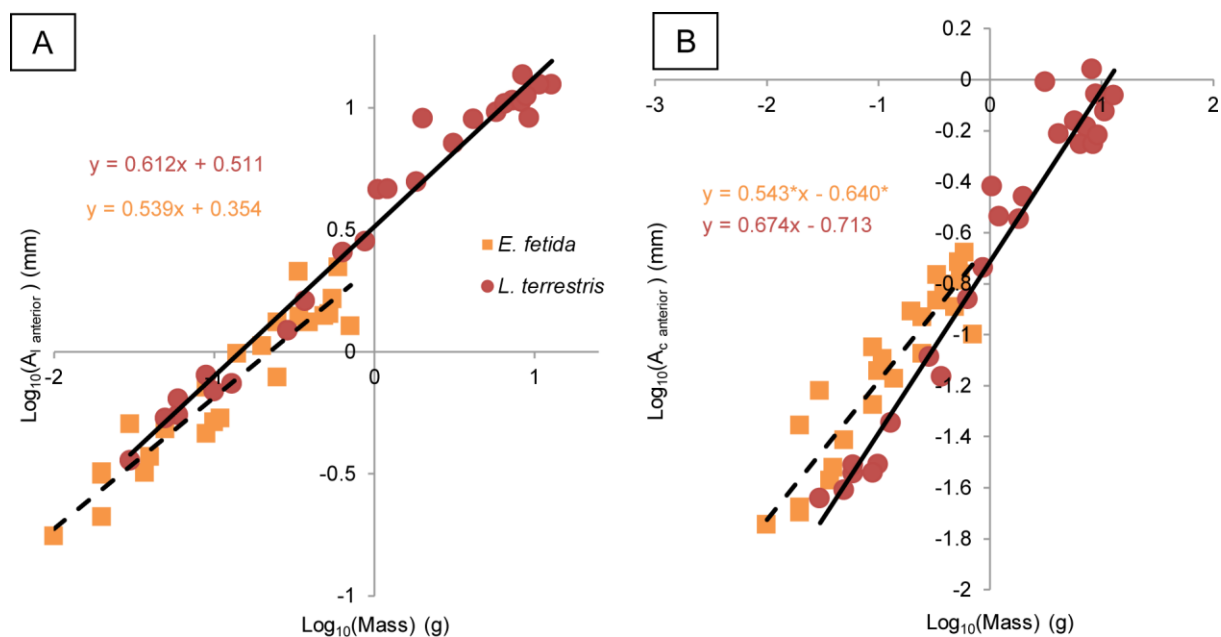 A
Log10(A l anterior) (mm)
1
0.5
0
-0.5
-1
-2
-1
0
1
y = 0.612x + 0.511
y = 0.539x + 0.354
E. fetida
L. terrestris
Log10(Mass) (g)
B
Log10(A c anterior) (mm)
0.2
0
-0.2
-0.4
-0.6
-0.8
-1
-1.2
-1.4
-1.6
-1.8
-2
-3
-2
-1
0
1
2
y = 0.543*x - 0.640*
y = 0.674x - 0.713
Log10(Mass) (g)